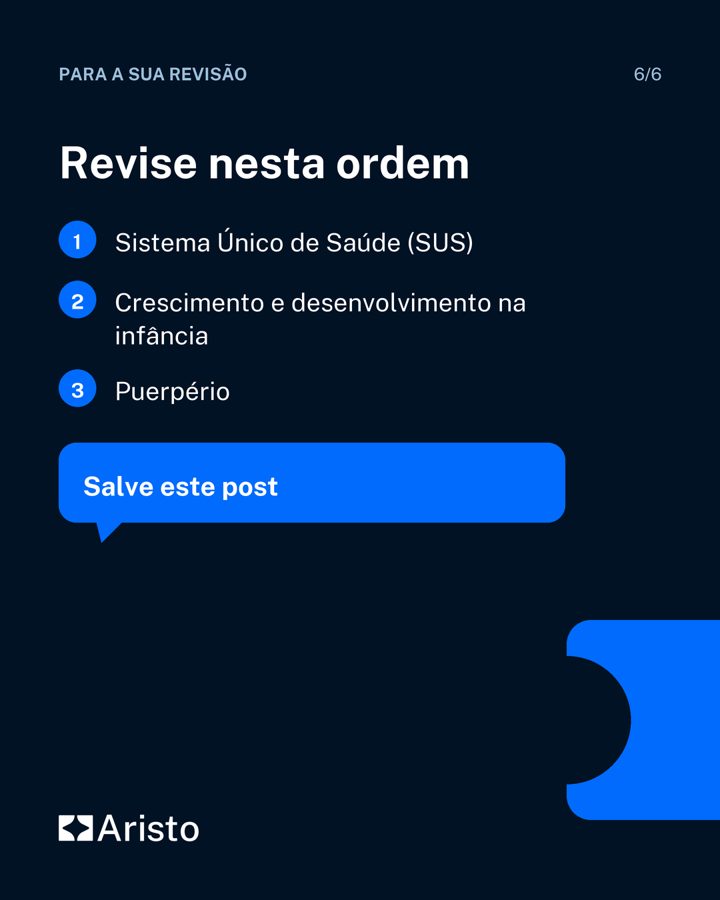 PARA A SUA REVISÃO
6/6
Revise nesta ordem
1 Sistema Único de Saúde (SUS)
2 Crescimento e desenvolvimento na
infância
3 Puerpério
Salve este post
Aristo